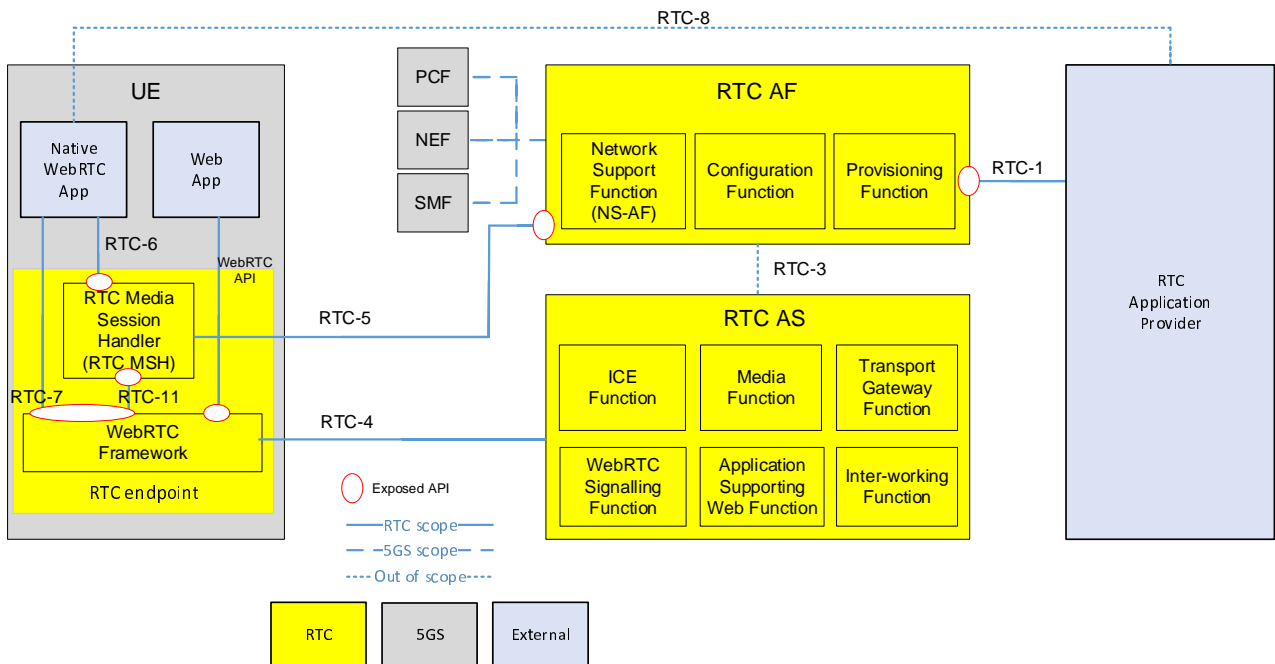 RTC-8
UE
Native
WebRTC
App
Web
App
RTC-6
WebRTC
API
RTC Media
Session
Handler
(RTC MSH)
RTC-7
RTC-11
WebRTC
Framework
RTC endpoint
PCF
NEF
SMF
RTC-5
RTC-4
RTC AF
Network
Support
Function
(NS-AF)
Configuration
Function
Provisioning
Function
RTC-1
RTC-3
RTC AS
ICE
Function
Media
Function
Transport
Gateway
Function
WebRTC
Signalling
Function
Application
Supporting
Web Function
Inter-working
Function
RTC
Application
Provider
Exposed API
RTC scope
5GS scope
Out of scope
RTC
5GS
External